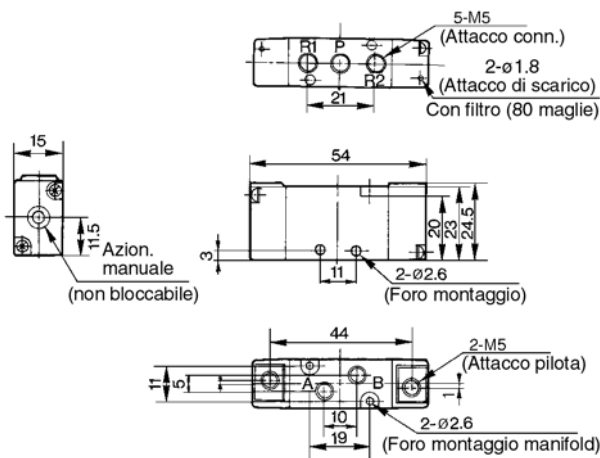 5-M5
(Attacco conn.)
R1 P
R2
2-ø1.8
(Attacco di scarico)
Con filtro (80 maglie)
21
15
54
11.5
Azion.
manuale
(non bloccabile)
3
11
20
23
24.5
2-ø2.6
(Foro montaggio)
44
2-M5
(Attacco pilota)
11
5
A B
1
10
19
2-ø2.6
(Foro montaggio manifold)